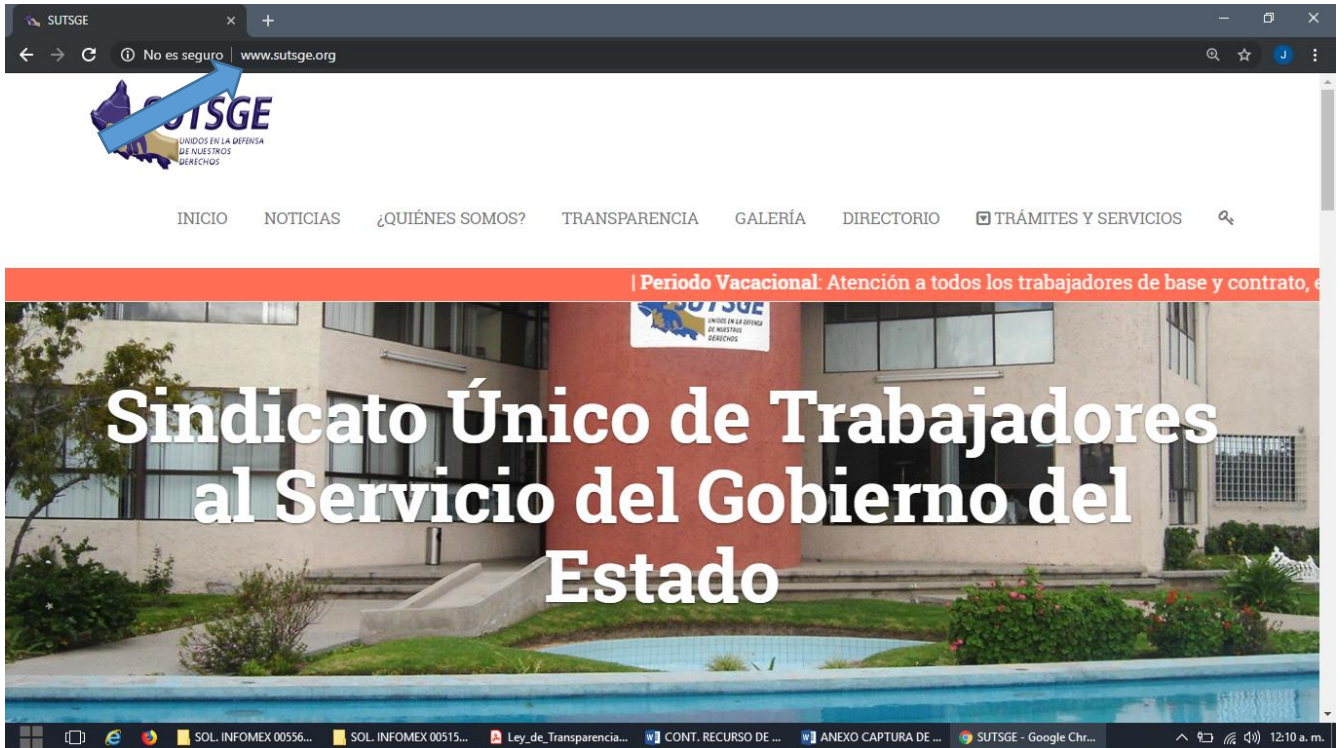 SUTSGE
No es seguro | www.sutsge.org
J
SUTSGE
UNIDOS EN LA DEFENSA
DE NUESTROS
DERECHOS
INICIO NOTICIAS ¿QUIÉNES SOMOS? TRANSPARENCIA GALERÍA DIRECTORIO TRÁMITES Y SERVICIOS
| Periodo Vacacional: Atención a todos los trabajadores de base y contrato,
SUTSGE
UNIDOS EN LA DEFENSA
DE NUESTROS
DERECHOS
Sindicato Único de Trabajadores
al Servicio del Gobierno del
Estado
SOL. INFOMEX 00556... SOL. INFOMEX 00515... Ley_de_Transparencia... CONT. RECURSO DE ... ANEXO CAPTURA DE ... SUTSGE - Google Chr... 12:10 a. m.